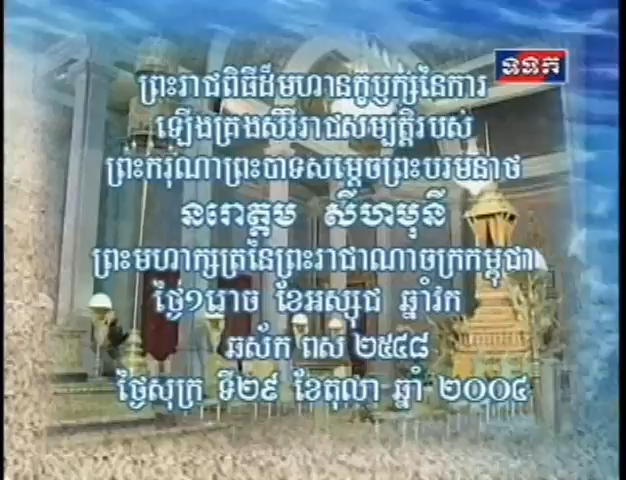 ទទក
ព្រះរាជពិធីដ៏មហានក្ខឫក្សនៃការ
ឡើងគ្រងសិរីរាជសម្បត្តិរបស់
ព្រះករុណាព្រះបាទសម្តេចព្រះបរមនាថ
នរោត្តម សីហមុនី
ព្រះមហាក្សត្រនៃព្រះរាជាណាចក្រកម្ពុជា
ថ្ងៃ១រោច ខែអស្សុជ ឆ្នាំវក
ឆស័ក ពស ២៥៤៨
ថ្ងៃសុក្រ ទី២៩ ខែតុលា ឆ្នាំ ២០០៤